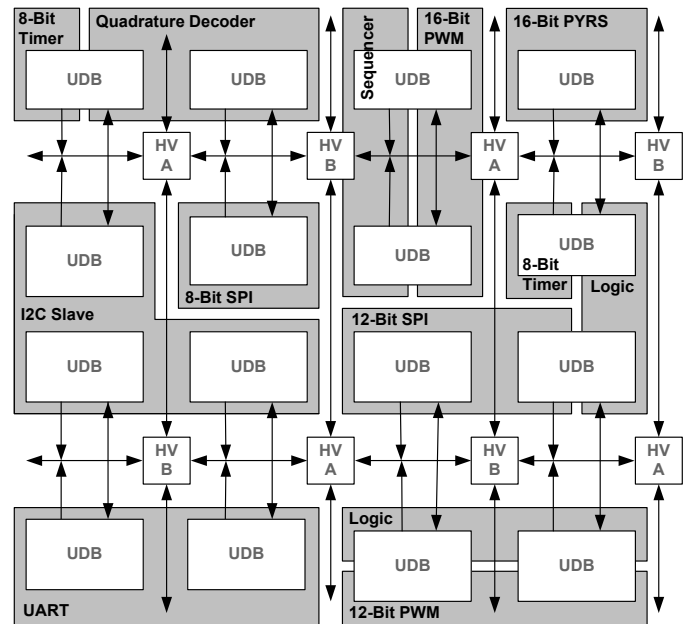 8-Bit
Timer
Quadrature Decoder
Sequencer
16-Bit
PWM
16-Bit PYRS
UDB
UDB
UDB
UDB
HV
A
HV
B
HV
A
HV
B
UDB
UDB
UDB
UDB
8-Bit SPI
8-Bit
Timer
Logic
I2C Slave
12-Bit SPI
UDB
UDB
UDB
UDB
HV
B
HV
A
HV
B
HV
A
Logic
UDB
UDB
UDB
UDB
UART
12-Bit PWM